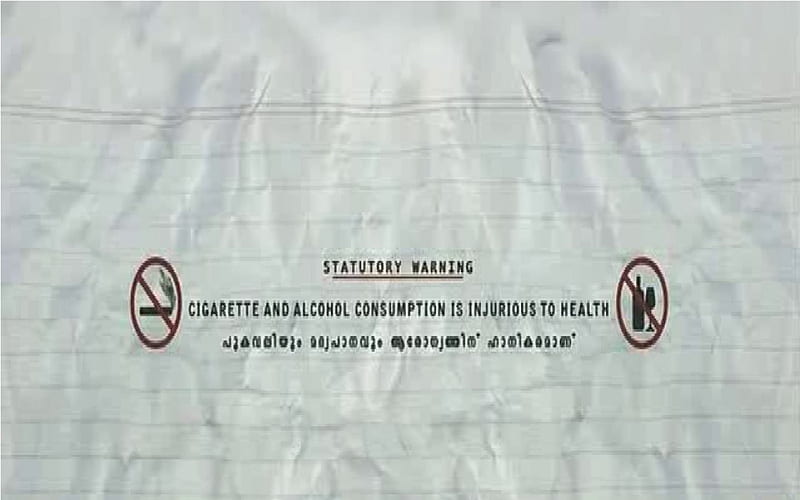 STATUTORY WARNING
CIGARETTE AND ALCOHOL CONSUMPTION IS INJURIOUS TO HEALTH
പുകവലിയും മദ്യപാനവും ആരോഗ്യത്തിന് ഹാനികരമാണ്